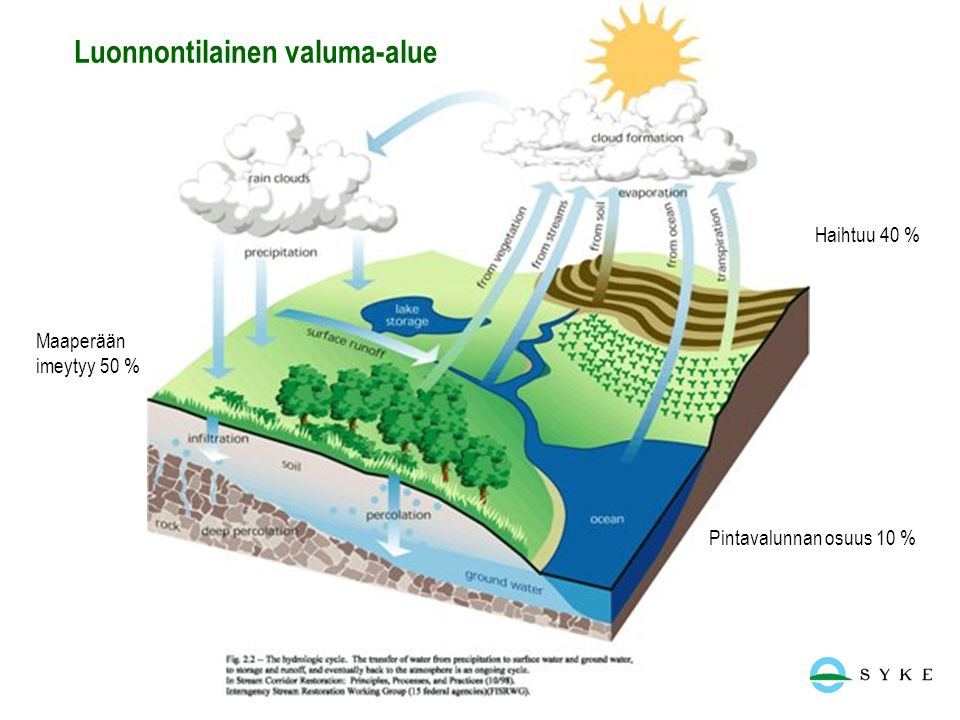 Luonnontilainen valuma-alue
cloud formation
rain clouds
evaporation
precipitation
from vegetation
from streams
from soil
from ocean
transpiration
Haihtuu 40 %
lake
storage
surface runoff
Maaperään
imeytyy 50 %
infiltration
soil
percolation
rock
deep percolation
ocean
Pintavalunnan osuus 10 %
ground water
Fig. 2.2 -- The hydrologic cycle. The transfer of water from precipitation to surface water and ground water,
to storage and runoff, and eventually back to the atmosphere is an ongoing cycle.
In Stream Corridor Restoration: Principles, Processes, and Practices (10/98).
Interagency Stream Restoration Working Group (15 federal agencies)(FISRWG).
SYKE